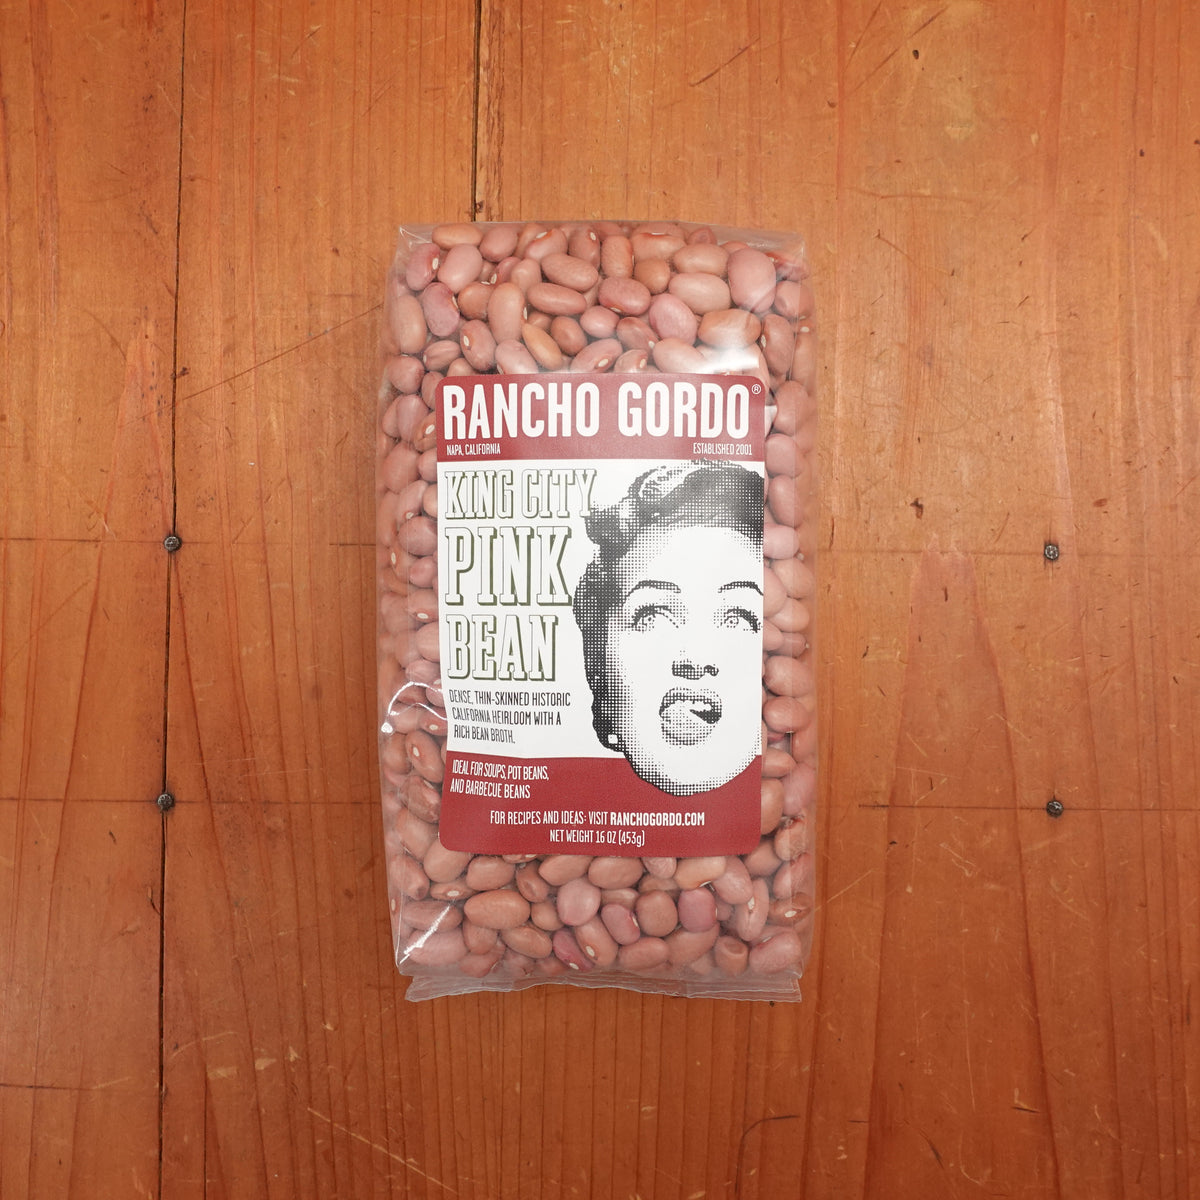 RANCHO GORDO®
NAPA, CALIFORNIA ESTABLISHED 2001
KING CITY
PINK
BEAN
DENSE, THIN-SKINNED HISTORIC
CALIFORNIA HEIRLOOM WITH A
RICH BEAN BROTH.
IDEAL FOR SOUPS, POT BEANS,
AND BARBECUE BEANS
FOR RECIPES AND IDEAS: VISIT RANCHOGORDO.COM
NET WEIGHT 16 OZ (453g)